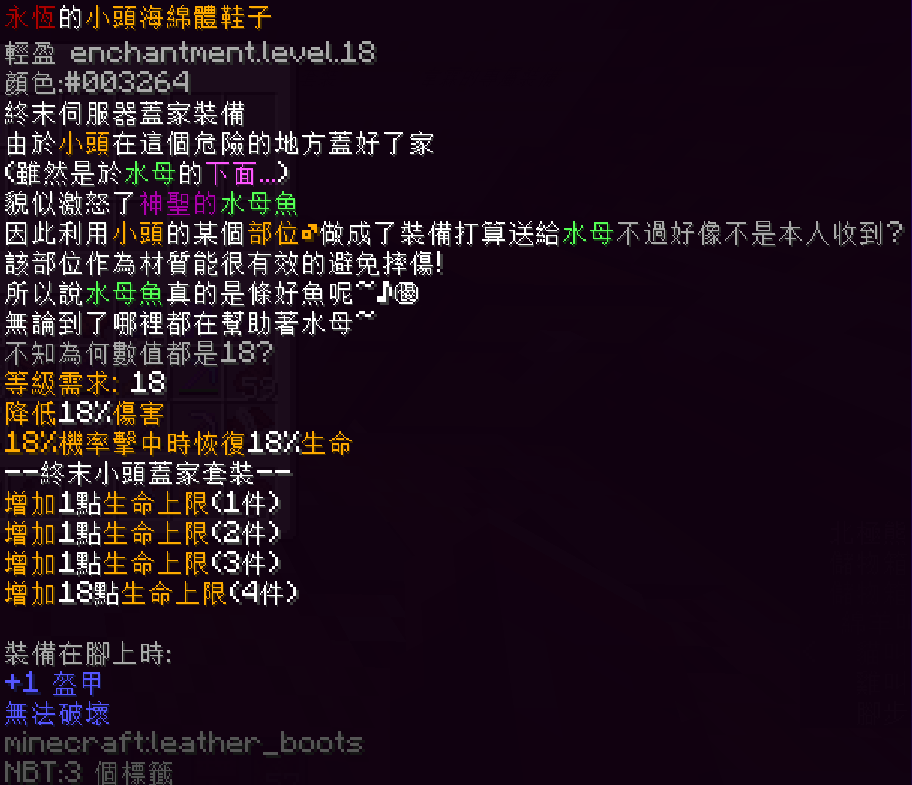 永恆的小頭海綿體鞋子
輕盈 enchantment.level.18
顏色:#003264
終末伺服器蓋家裝備
由於小頭在這個危險的地方蓋好了家
(雖然是於水母的下面...)
貌似激怒了神聖的水母魚
因此利用小頭的某個部位♂做成了裝備打算送給水母不過好像不是本人收到?
該部位作為材質能很有效的避免摔傷!
所以說水母魚真的是條好魚呢~♪
無論到了哪裡都在幫助著水母~
不知為何數值都是18?
等級需求: 18
降低18%傷害
18%機率擊中時恢復18%生命
--終末小頭蓋家套裝--
增加1點生命上限(1件)
增加1點生命上限(2件)
增加1點生命上限(3件)
增加18點生命上限(4件)
裝備在腳上時:
+1 盔甲
無法破壞
minecraft:leather_boots
NBT:3 個標籤